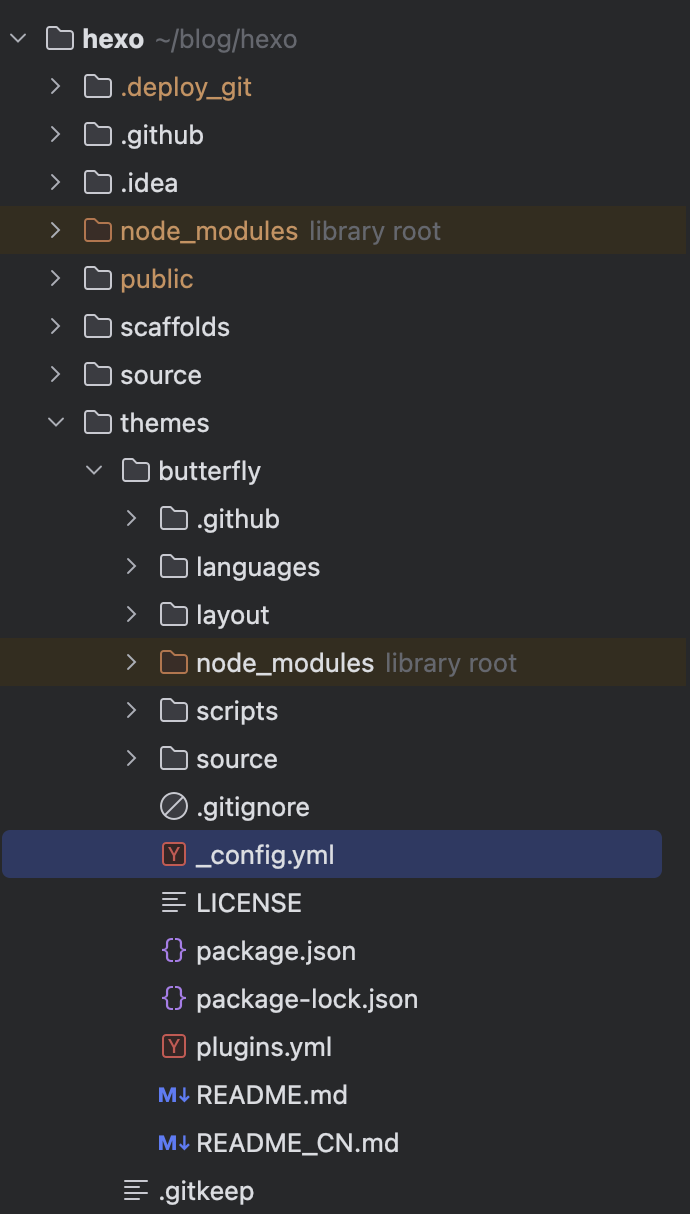 hexo ~/blog/hexo
.deploy_git
.github
.idea
node_modules library root
public
scaffolds
source
themes
butterfly
.github
languages
layout
node_modules library root
scripts
source
.gitignore
Y _config.yml
LICENSE
{} package.json
{} package-lock.json
Y plugins.yml
M↓ README.md
M↓ README_CN.md
.gitkeep